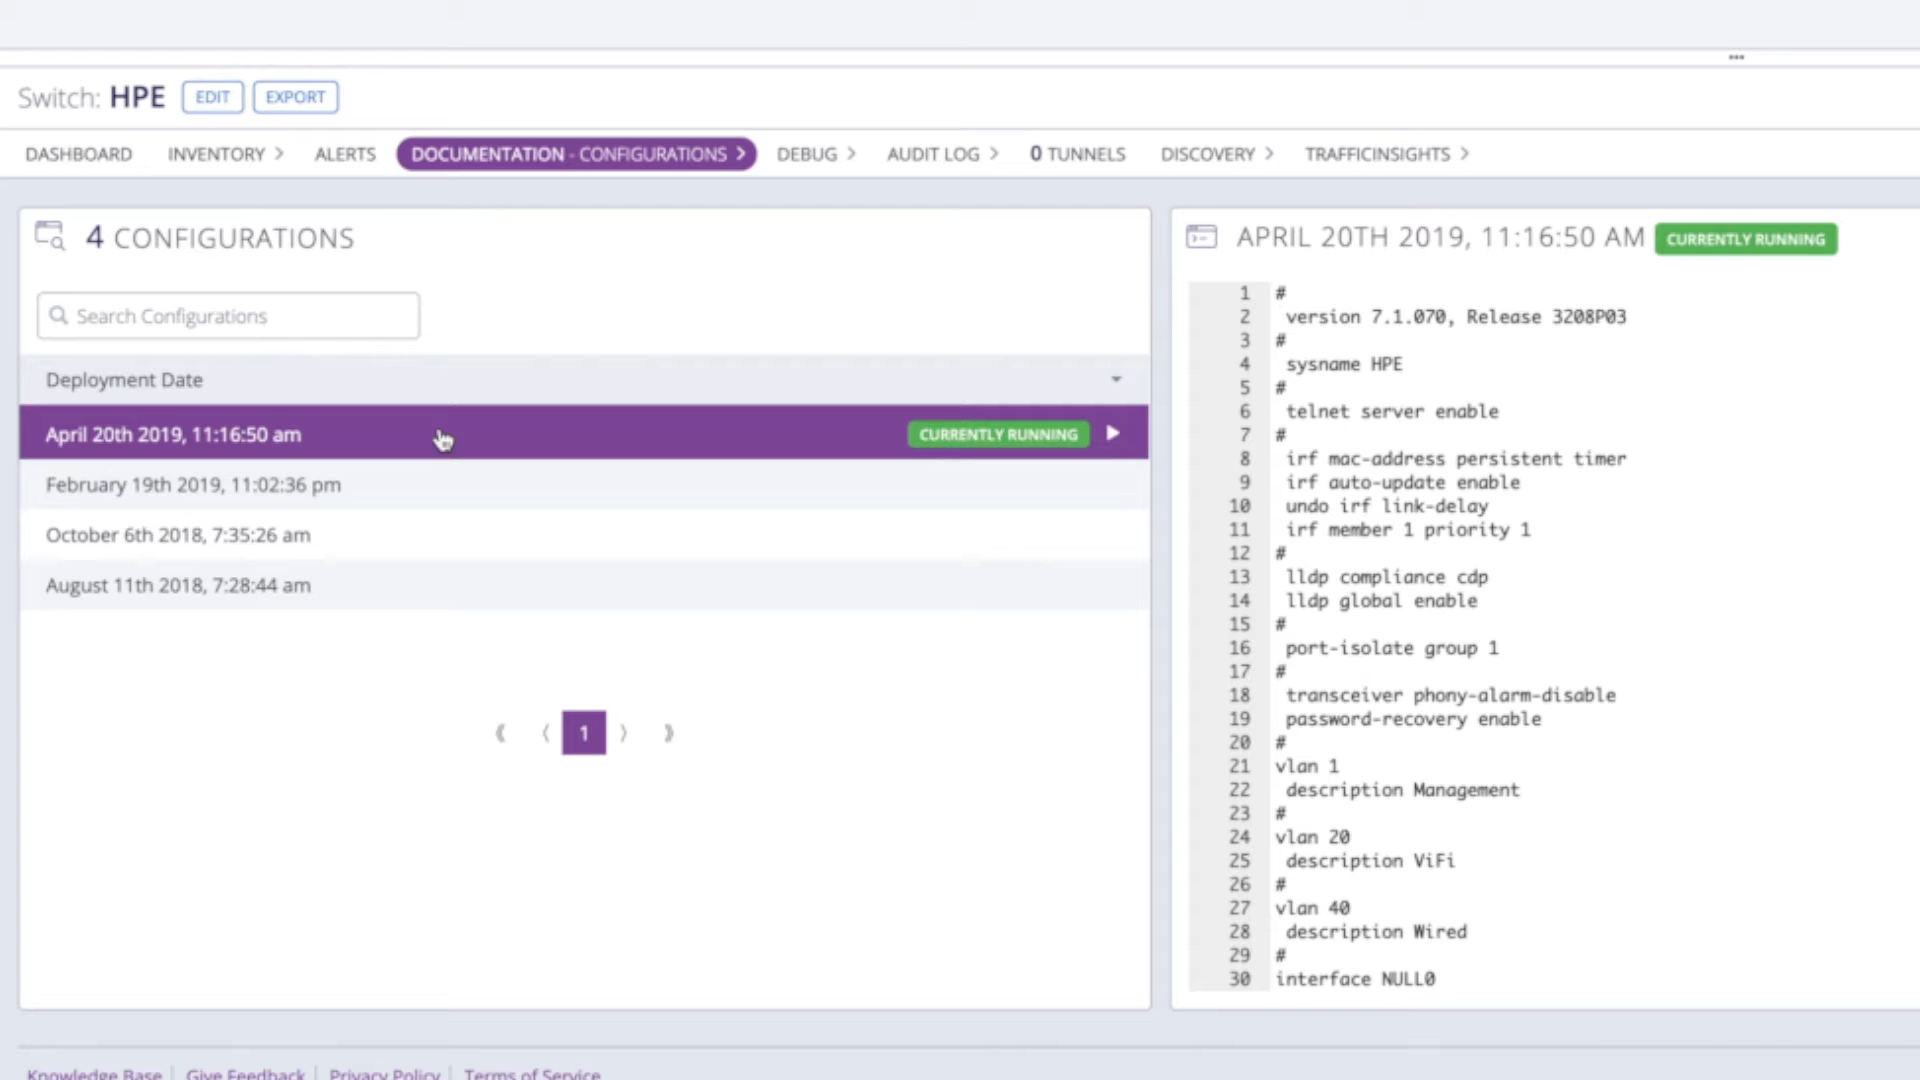 Switch: HPE EDIT EXPORT
DASHBOARD INVENTORY ALERTS DOCUMENTATION - CONFIGURATIONS DEBUG AUDIT LOG 0 TUNNELS DISCOVERY TRAFFICINSIGHTS
4 CONFIGURATIONS
Search Configurations
Deployment Date
April 20th 2019, 11:16:50 am CURRENTLY RUNNING
February 19th 2019, 11:02:36 pm
October 6th 2018, 7:35:26 am
August 11th 2018, 7:28:44 am
1
APRIL 20TH 2019, 11:16:50 AM CURRENTLY RUNNING
1 #
2 version 7.1.070, Release 3208P03
3 #
4 sysname HPE
5 #
6 telnet server enable
7 #
8 irf mac-address persistent timer
9 irf auto-update enable
10 undo irf link-delay
11 irf member 1 priority 1
12 #
13 lldp compliance cdp
14 lldp global enable
15 #
16 port-isolate group 1
17 #
18 transceiver phony-alarm-disable
19 password-recovery enable
20 #
21 vlan 1
22 description Management
23 #
24 vlan 20
25 description ViFi
26 #
27 vlan 40
28 description Wired
29 #
30 interface NULL0
Knowledge Base Give Feedback Privacy Policy Terms of Service